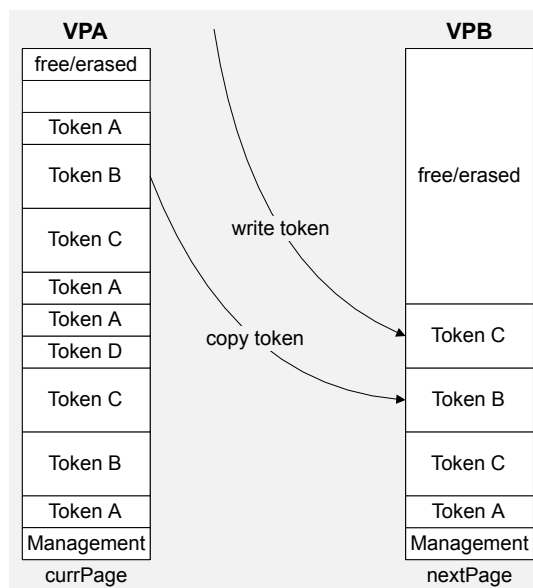 VPA
free/erased
Token A
Token B
Token C
Token A
Token A
Token D
Token C
Token B
Token A
Management
currPage
write token
copy token
VPB
free/erased
Token C
Token B
Token C
Token A
Management
nextPage